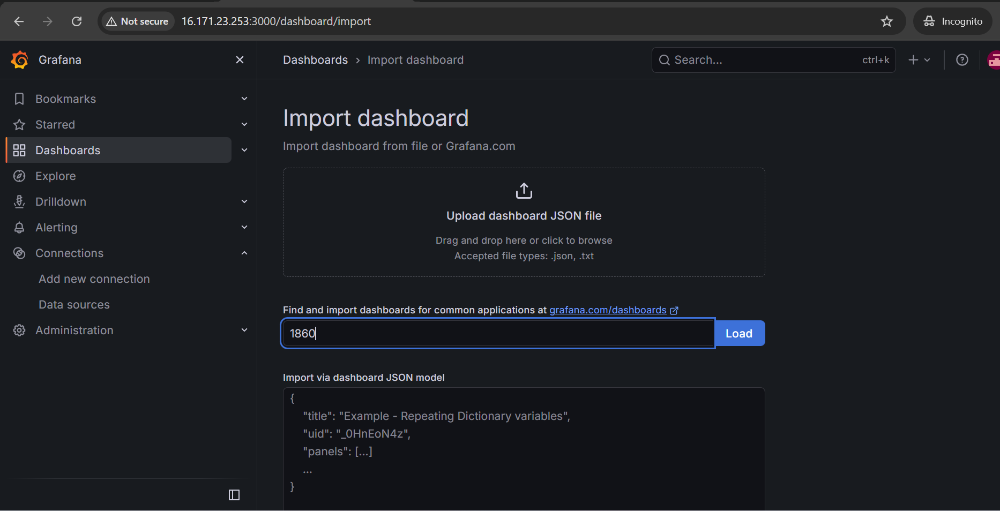 Not secure
16.171.23.253:3000/dashboard/import
Incognito
Grafana
Dashboards › Import dashboard
Search...
ctrl+k
Bookmarks
Starred
Dashboards
Explore
Drilldown
Alerting
Connections
Add new connection
Data sources
Administration
Import dashboard
Import dashboard from file or Grafana.com
Upload dashboard JSON file
Drag and drop here or click to browse
Accepted file types: .json, .txt
Find and import dashboards for common applications at grafana.com/dashboards
1860
Load
Import via dashboard JSON model
{
"title": "Example - Repeating Dictionary variables",
"uid": "_0HnEoN4z",
"panels": [...]
...
}